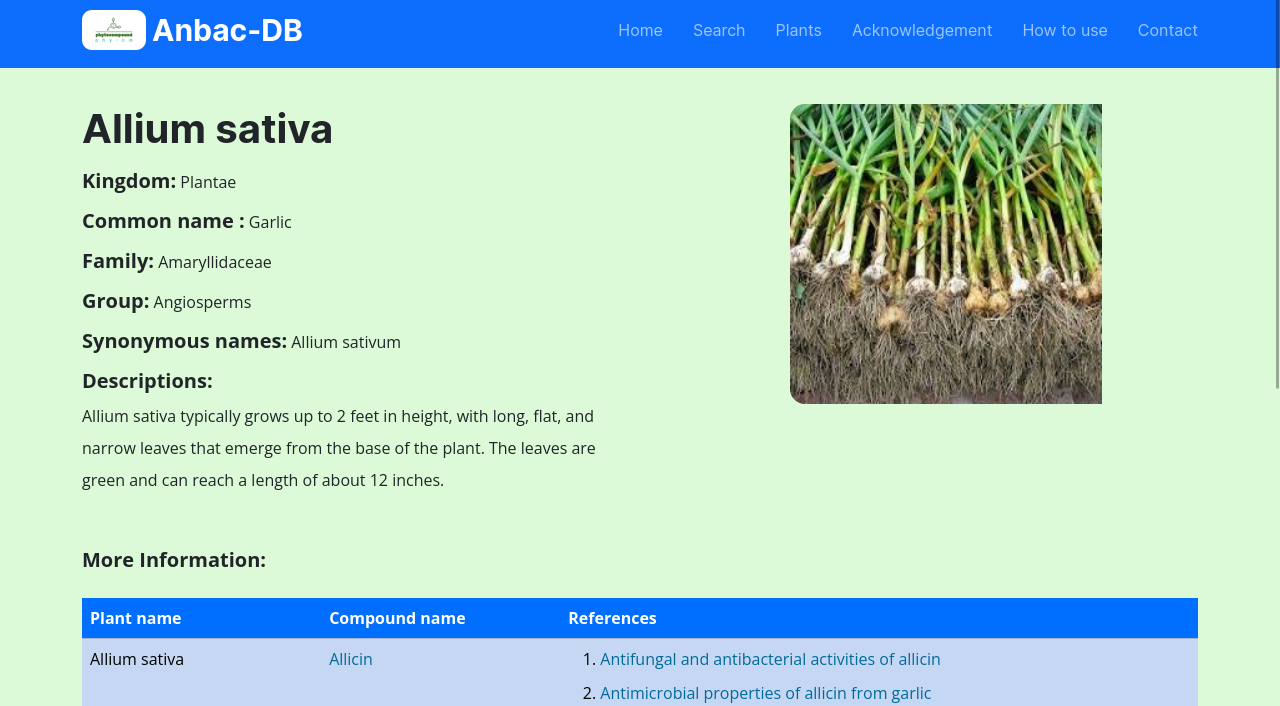 phytocompound
Anbac-DB
Home
Search
Plants
Acknowledgement
How to use
Contact
Allium sativa
Kingdom: Plantae
Common name : Garlic
Family: Amaryllidaceae
Group: Angiosperms
Synonymous names: Allium sativum
Descriptions:
Allium sativa typically grows up to 2 feet in height, with long, flat, and
narrow leaves that emerge from the base of the plant. The leaves are
green and can reach a length of about 12 inches.
More Information:
Plant name
Compound name
References
Allium sativa
Allicin
1. Antifungal and antibacterial activities of allicin
2. Antimicrobial properties of allicin from garlic